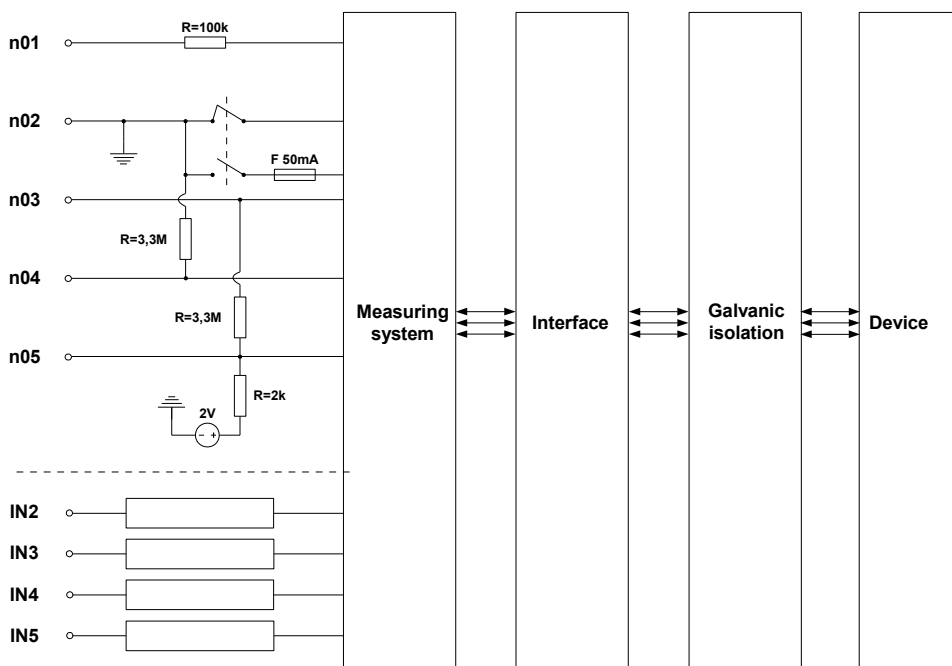 R=100k
n01
n02
F 50mA
n03
R=3,3M
n04
R=3,3M
Measuring
system
Interface
Galvanic
isolation
Device
n05
R=2k
2V
- +
IN2
IN3
IN4
IN5